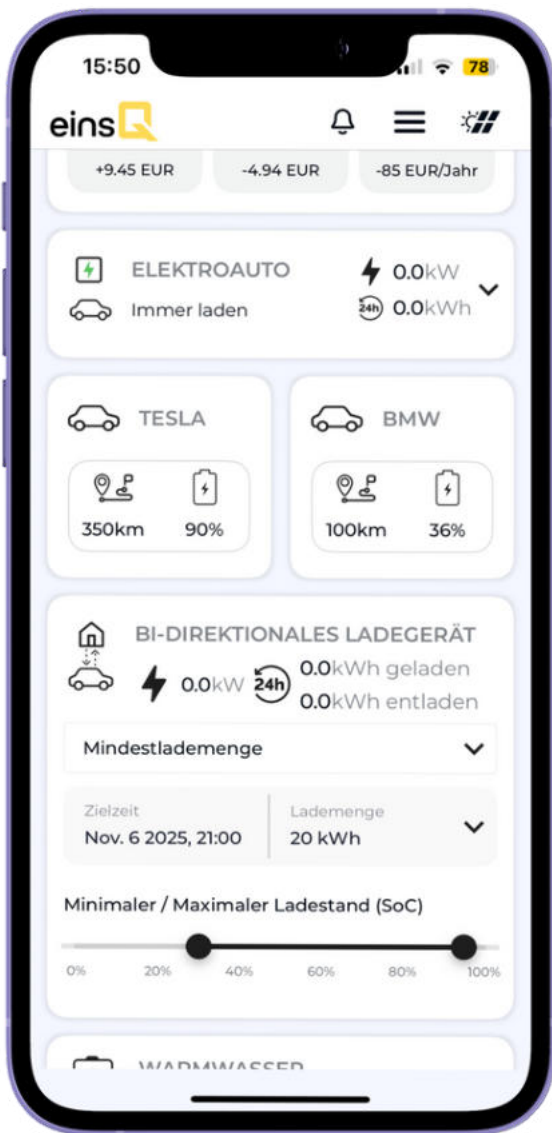 15:50
78
einsQ
+9.45 EUR
-4.94 EUR
-85 EUR/Jahr
ELEKTROAUTO
0.0kW
Immer laden
24h 0.0kWh
TESLA
BMW
350km 90%
100km 36%
BI-DIREKTIONALES LADEGERÄT
0.0kW 24h 0.0kWh geladen
0.0kWh entladen
Mindestlademenge
Zielzeit
Lademenge
Nov. 6 2025, 21:00
20 kWh
Minimaler / Maximaler Ladestand (SoC)
0% 20% 40% 60% 80% 100%
WARMWASSER